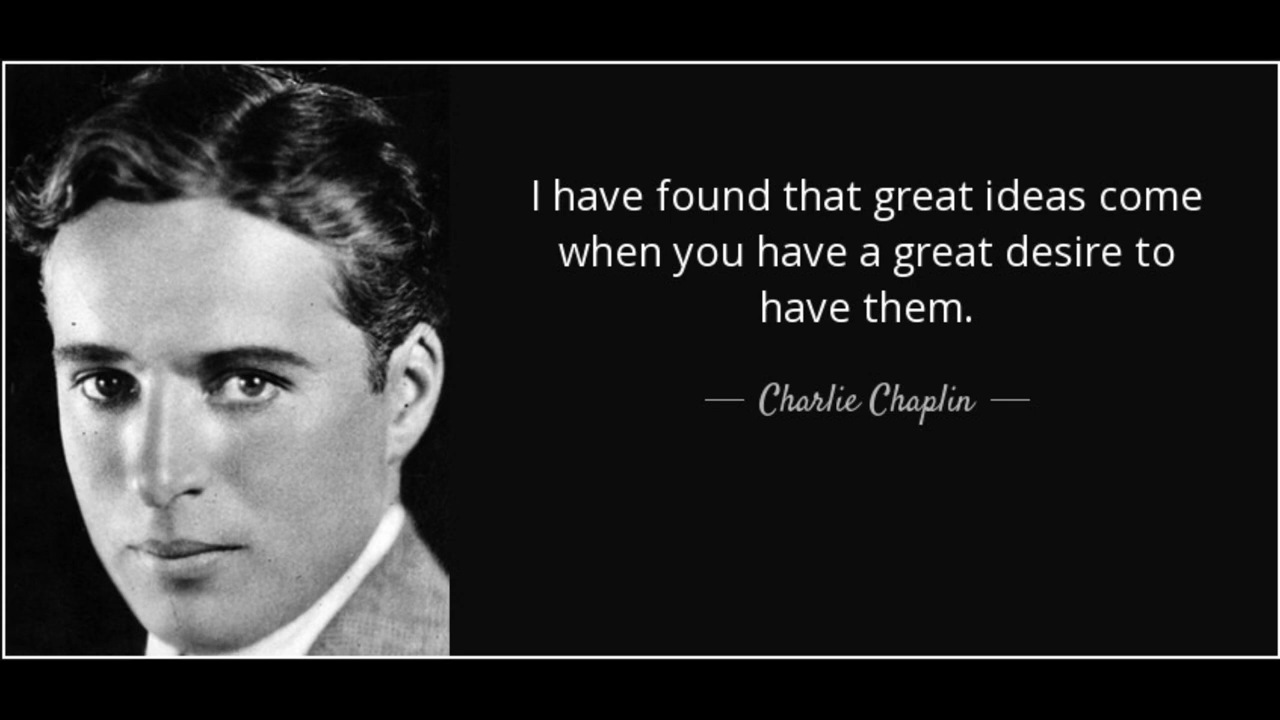 I have found that great ideas come
when you have a great desire to
have them.
— Charlie Chaplin —